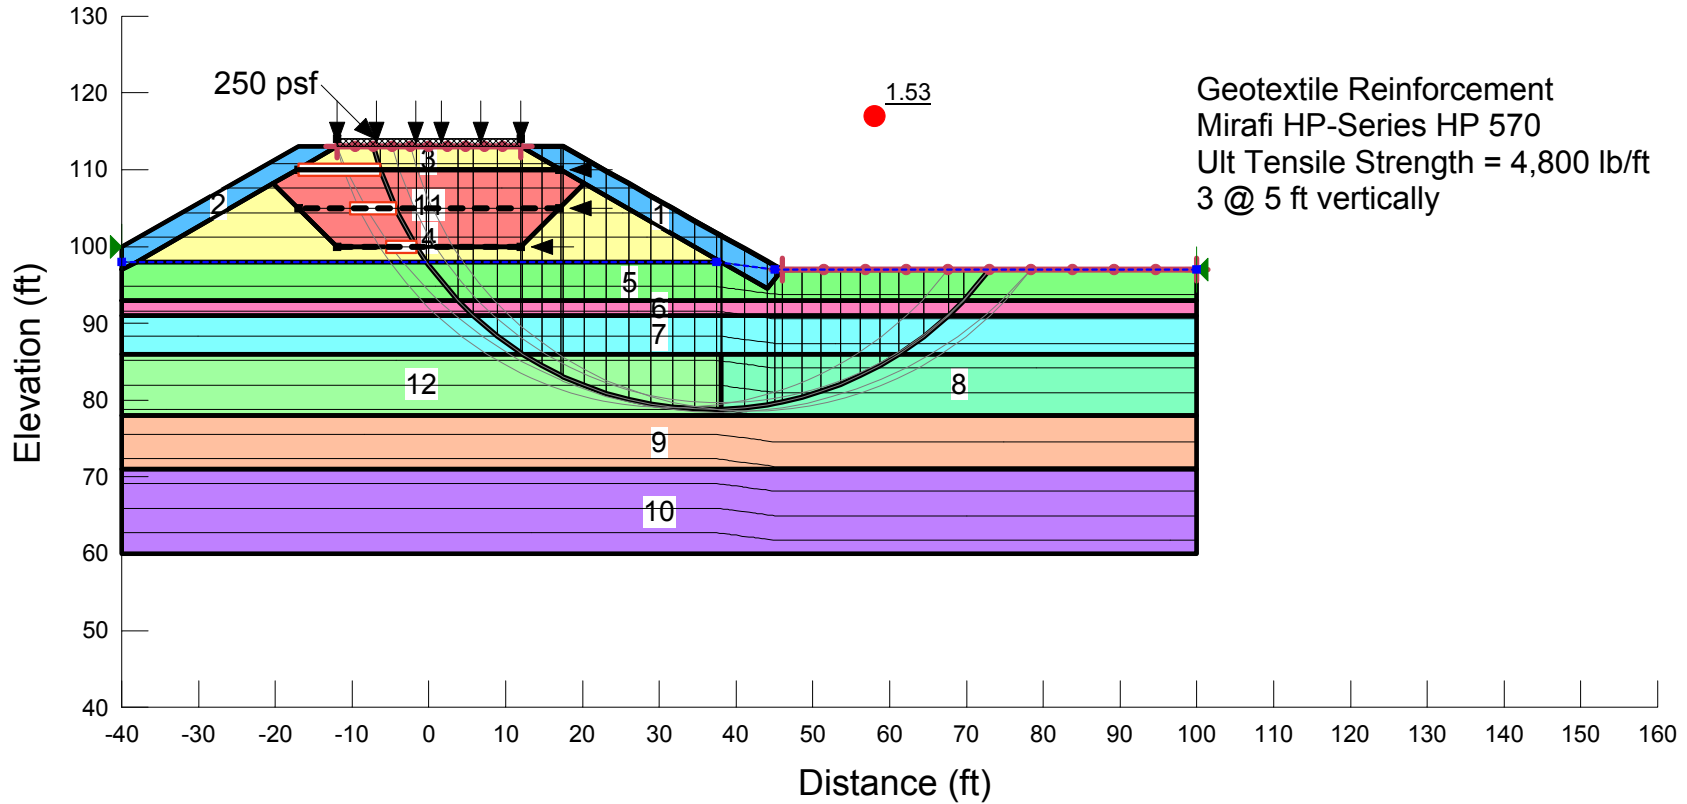 130
120
110
100
90
80
70
60
50
40
Elevation (ft)
-40 -30 -20 -10 0 10 20 30 40 50 60 70 80 90 100 110 120 130 140 150 160
Distance (ft)
250 psf
1.53
Geotextile Reinforcement
Mirafi HP-Series HP 570
Ult Tensile Strength = 4,800 lb/ft
3 @ 5 ft vertically
3
2
11
1
4
5
6
7
12
8
9
10